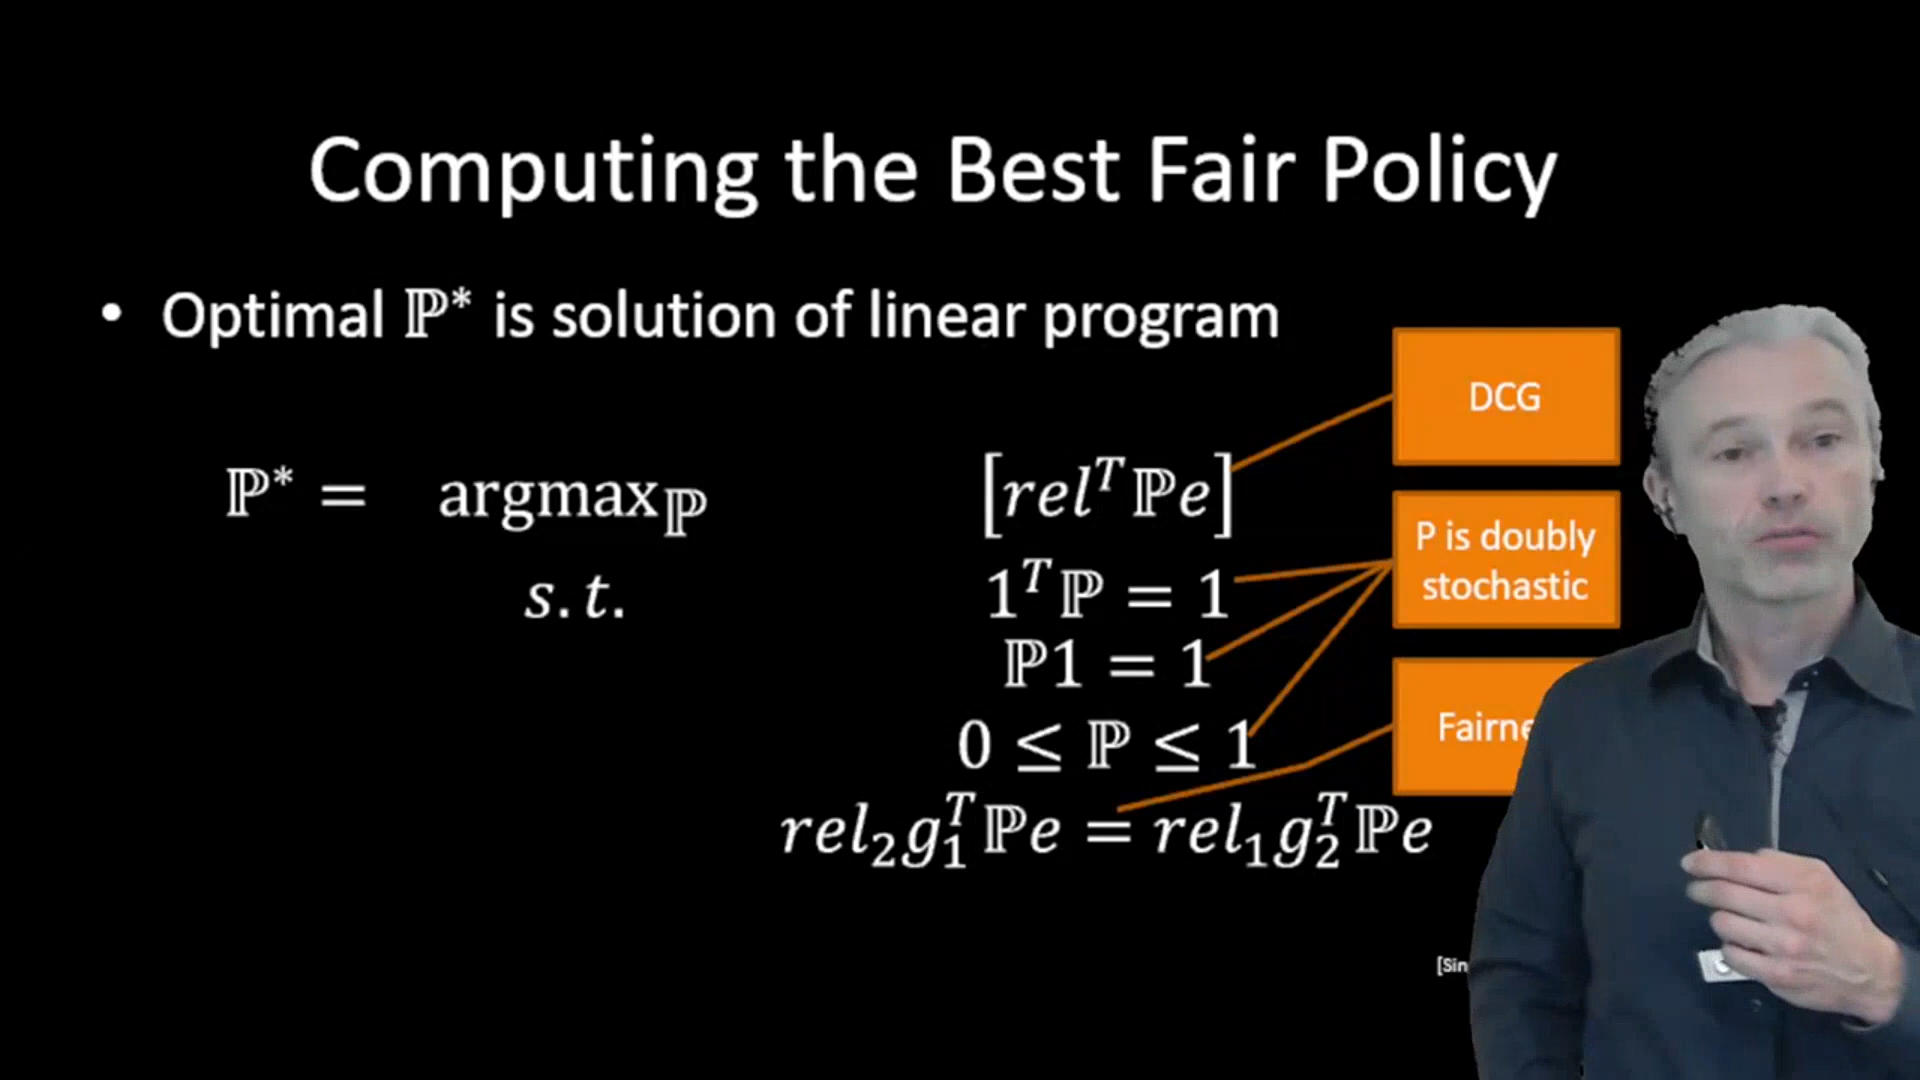 Computing the Best Fair Policy
• Optimal ℙ* is solution of linear program
DCG
ℙ* = argmaxℙ [relᵀℙe]
P is doubly
stochastic
s.t. 1ᵀℙ = 1
ℙ1 = 1
0 ≤ ℙ ≤ 1
rel₂g₁ᵀℙe = rel₁g₂ᵀℙe